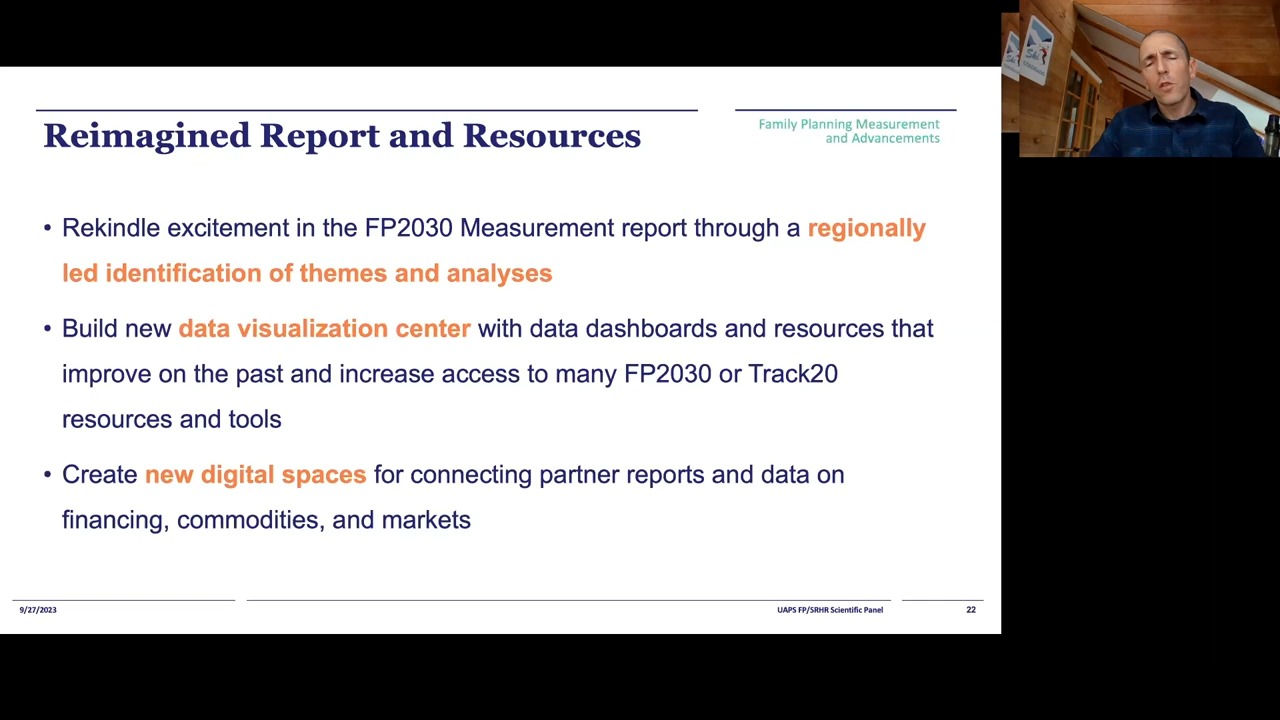 Reimagined Report and Resources
Family Planning Measurement
and Advancements
• Rekindle excitement in the FP2030 Measurement report through a regionally
led identification of themes and analyses
• Build new data visualization center with data dashboards and resources that
improve on the past and increase access to many FP2030 or Track20
resources and tools
• Create new digital spaces for connecting partner reports and data on
financing, commodities, and markets
9/27/2023
UAPS FP/SRHR Scientific Panel
22
Ski